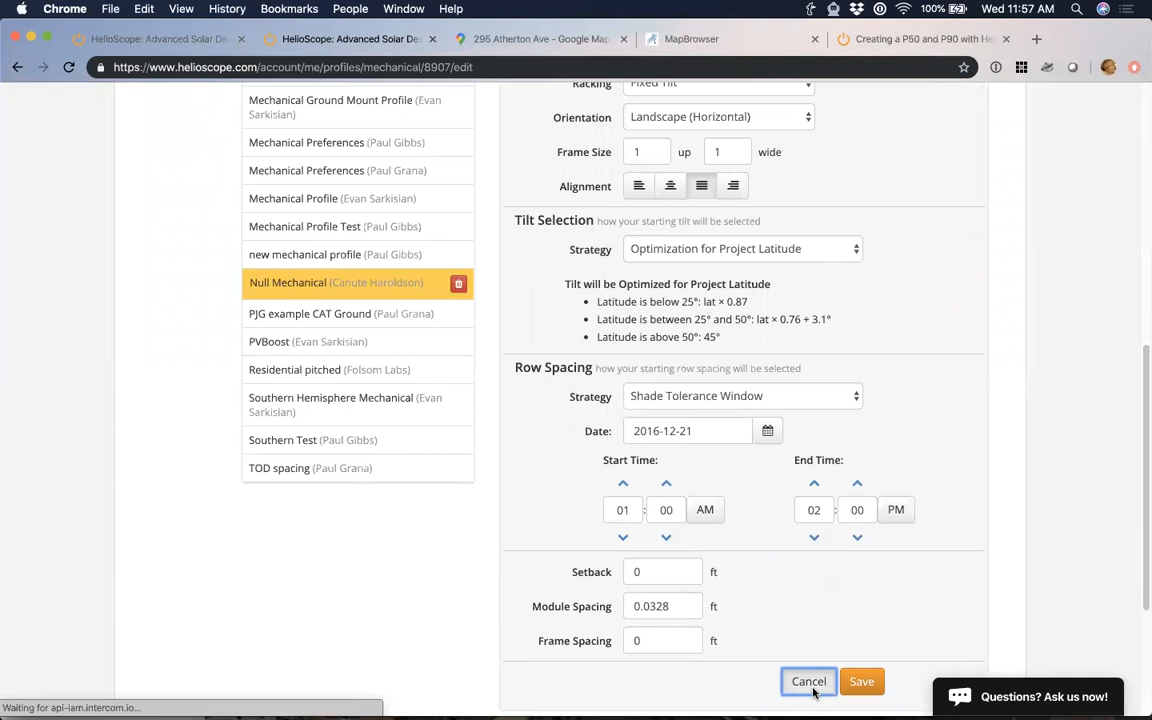 Chrome File Edit View History Bookmarks People Window Help 100% Wed 11:57 AM
HelioScope: Advanced Solar De HelioScope: Advanced Solar Des 295 Atherton Ave - Google Map MapBrowser Creating a P50 and P90 with He
https://www.helioscope.com/account/me/profiles/mechanical/8907/edit
Mechanical Ground Mount Profile (Evan
Sarkisian)
Mechanical Preferences (Paul Gibbs)
Mechanical Preferences (Paul Grana)
Mechanical Profile (Evan Sarkisian)
Mechanical Profile Test (Paul Gibbs)
new mechanical profile (Paul Gibbs)
Null Mechanical (Canute Haroldson)
PJG example CAT Ground (Paul Grana)
PVBoost (Evan Sarkisian)
Residential pitched (Folsom Labs)
Southern Hemisphere Mechanical (Evan
Sarkisian)
Southern Test (Paul Gibbs)
TOD spacing (Paul Grana)
Racking Fixed Tilt
Orientation Landscape (Horizontal)
Frame Size 1 up 1 wide
Alignment
Tilt Selection how your starting tilt will be selected
Strategy Optimization for Project Latitude
Tilt will be Optimized for Project Latitude
• Latitude is below 25°: lat × 0.87
• Latitude is between 25° and 50°: lat × 0.76 + 3.1°
• Latitude is above 50°: 45°
Row Spacing how your starting row spacing will be selected
Strategy Shade Tolerance Window
Date: 2016-12-21
Start Time: End Time:
01 : 00 AM 02 : 00 PM
Setback 0 ft
Module Spacing 0.0328 ft
Frame Spacing 0 ft
Cancel Save
Questions? Ask us now!
Waiting for api-iam.intercom.io...